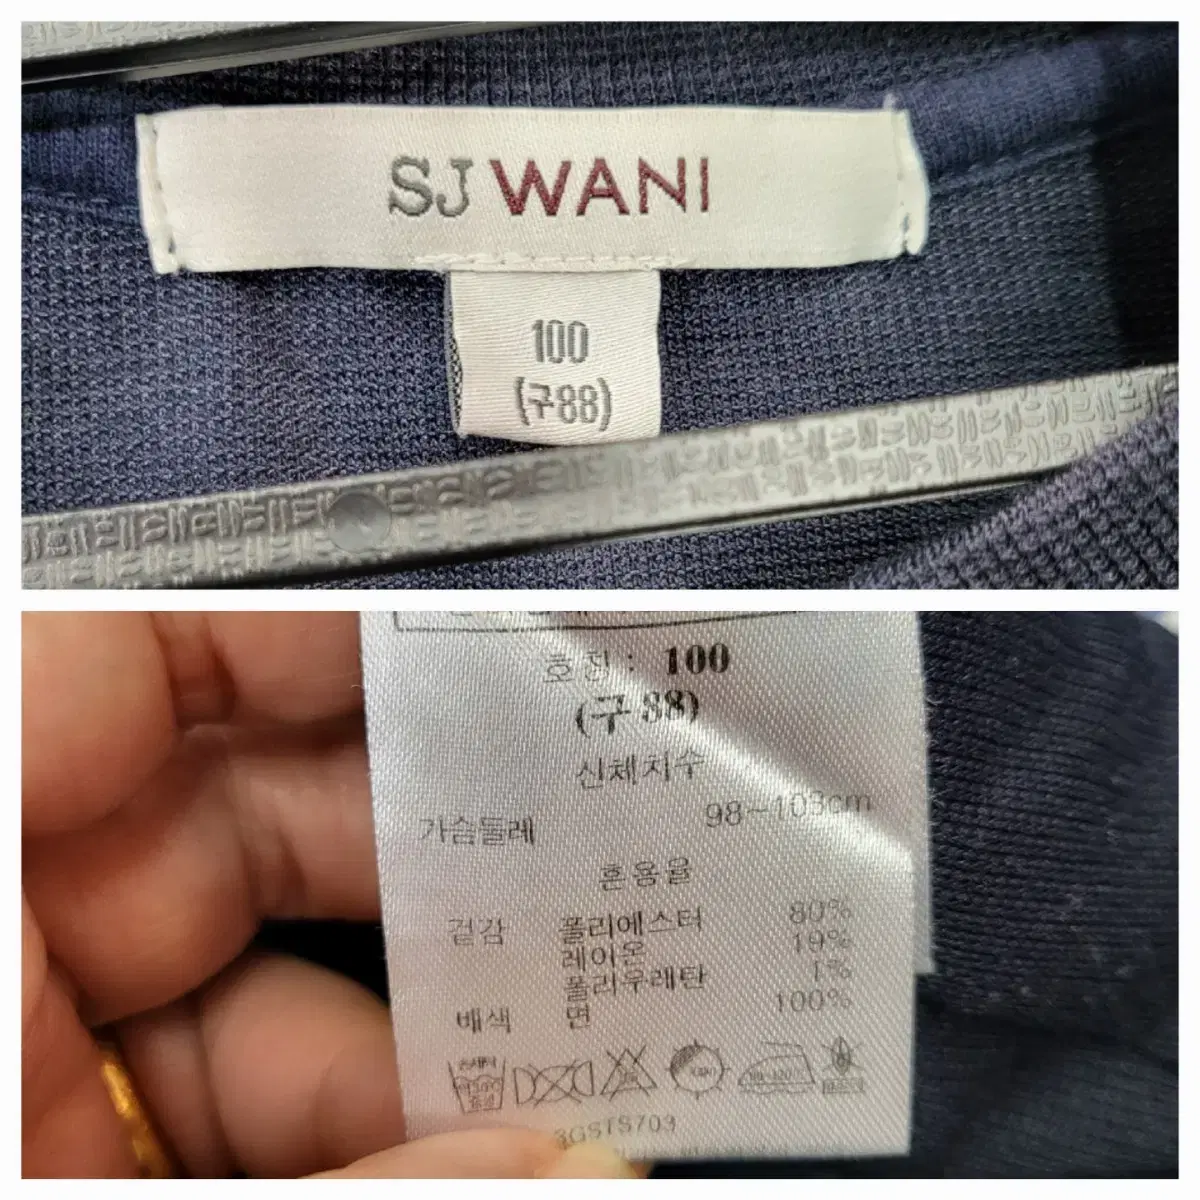 SJ WANI
100
(구88)
호칭 : 100
(구 88)
신체치수
가슴둘레 98~103cm
혼용율
겉감 폴리에스터 80%
레이온 19%
폴리우레탄 1%
배색 면 100%
3GSTS703